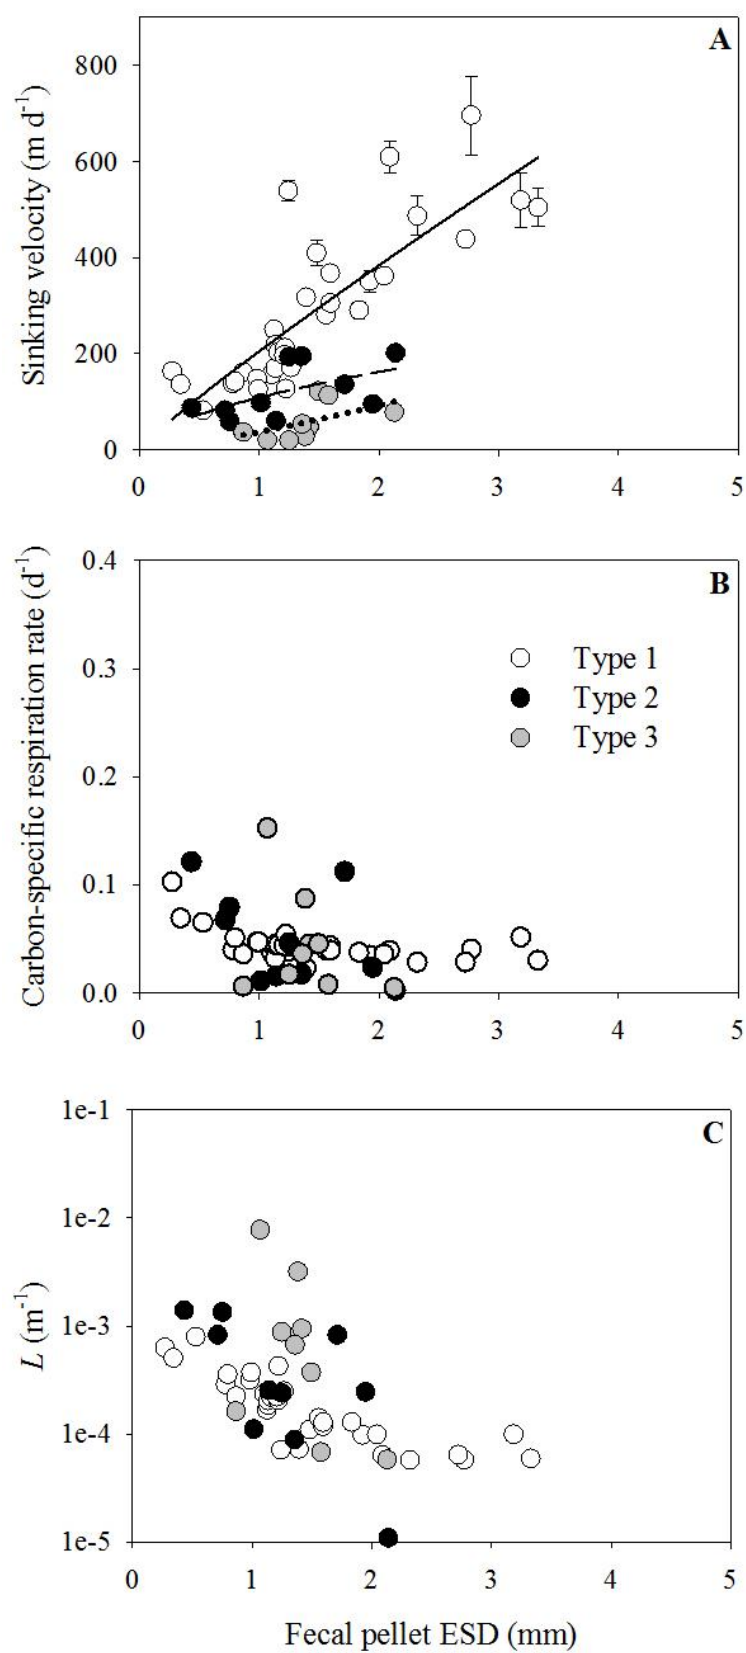 A
800
600
400
200
0
Sinking velocity (m d-1)
0 1 2 3 4 5
B
0.4
0.3
0.2
0.1
0.0
Carbon-specific respiration rate (d-1)
Type 1
Type 2
Type 3
0 1 2 3 4 5
C
1e-1
1e-2
1e-3
1e-4
1e-5
L (m-1)
0 1 2 3 4 5
Fecal pellet ESD (mm)